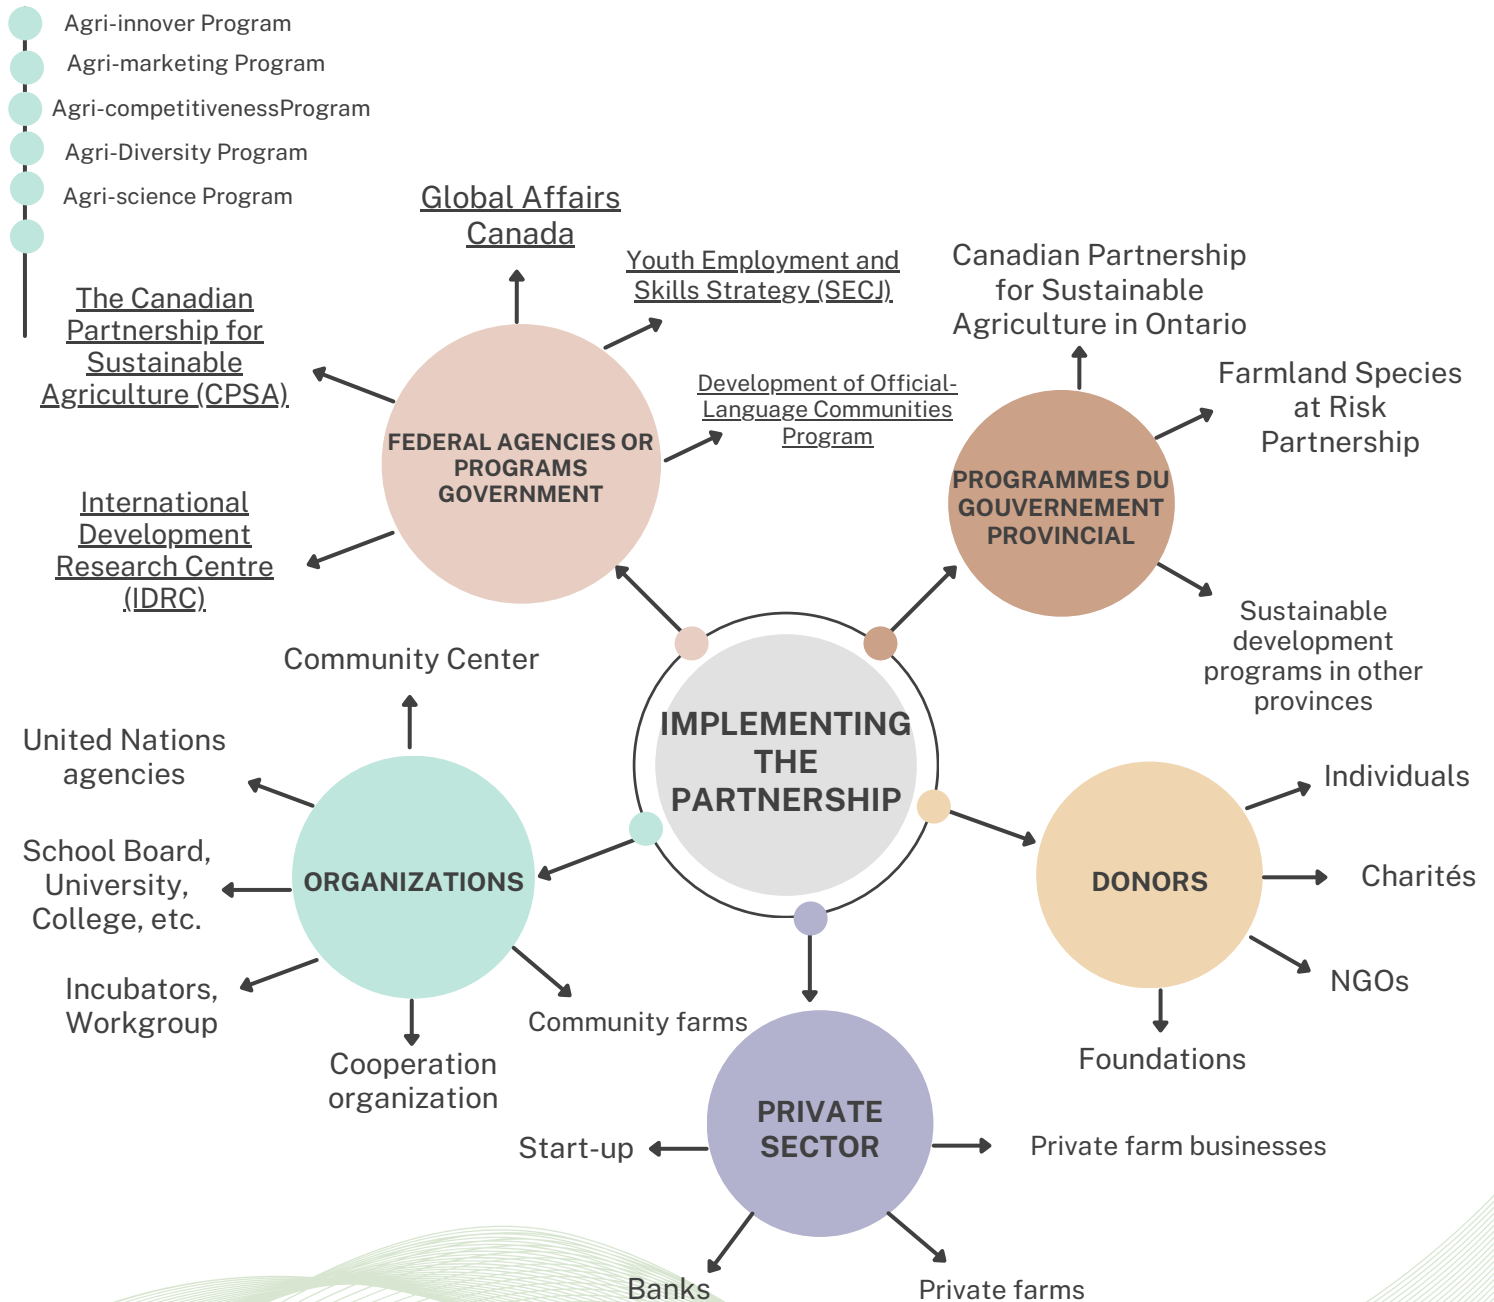 Agri-innover Program
Agri-marketing Program
Agri-competitivenessProgram
Agri-Diversity Program
Agri-science Program
Global Affairs
Canada
Youth Employment and
Skills Strategy (SECJ)
The Canadian
Partnership for
Sustainable
Agriculture (CPSA)
Development of Official-
Language Communities
Program
FEDERAL AGENCIES OR
PROGRAMS
GOVERNMENT
International
Development
Research Centre
(IDRC)
Canadian Partnership
for Sustainable
Agriculture in Ontario
Farmland Species
at Risk
Partnership
PROGRAMMES DU
GOUVERNEMENT
PROVINCIAL
Sustainable
development
programs in other
provinces
IMPLEMENTING
THE
PARTNERSHIP
Community Center
United Nations
agencies
School Board,
University,
College, etc.
ORGANIZATIONS
Incubators,
Workgroup
Cooperation
organization
Community farms
Individuals
Charités
DONORS
NGOs
Foundations
PRIVATE
SECTOR
Start-up
Private farm businesses
Banks
Private farms